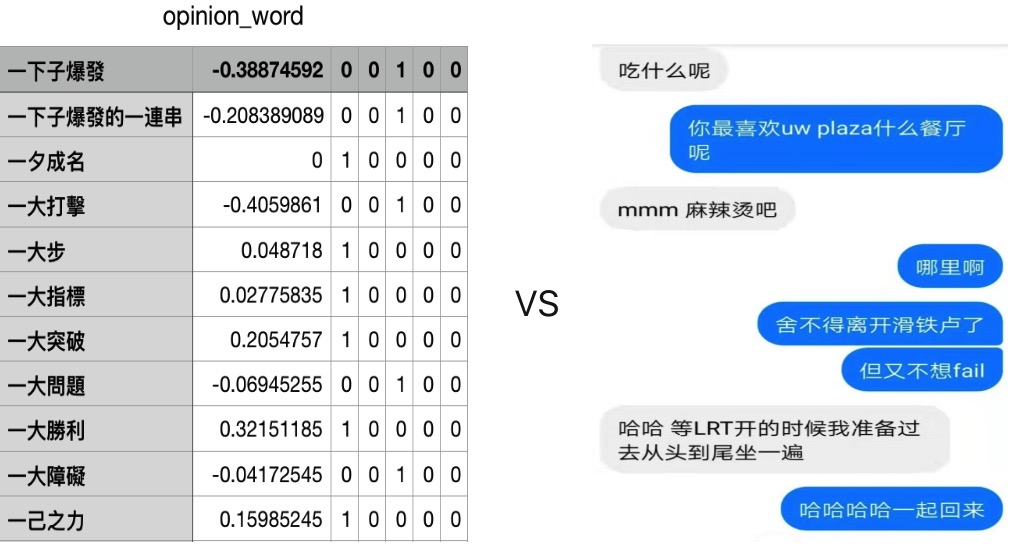 opinion_word
一下子爆發 -0.38874592 0 0 1 0 0
一下子爆發的一連串 -0.208389089 0 0 1 0 0
一夕成名 0 1 0 0 0 0
一大打擊 -0.4059861 0 0 1 0 0
一大步 0.048718 1 0 0 0 0
一大指標 0.02775835 1 0 0 0 0
一大突破 0.2054757 1 0 0 0 0
一大問題 -0.06945255 0 0 1 0 0
一大勝利 0.32151185 1 0 0 0 0
一大障礙 -0.04172545 0 0 1 0 0
一己之力 0.15985245 1 0 0 0 0
VS
吃什么呢
你最喜欢uw plaza什么餐厅
呢
mmm 麻辣烫吧
哪里啊
舍不得离开滑铁卢了
但又不想fail
哈哈 等LRT开的时候我准备过
去从头到尾坐一遍
哈哈哈哈一起回来